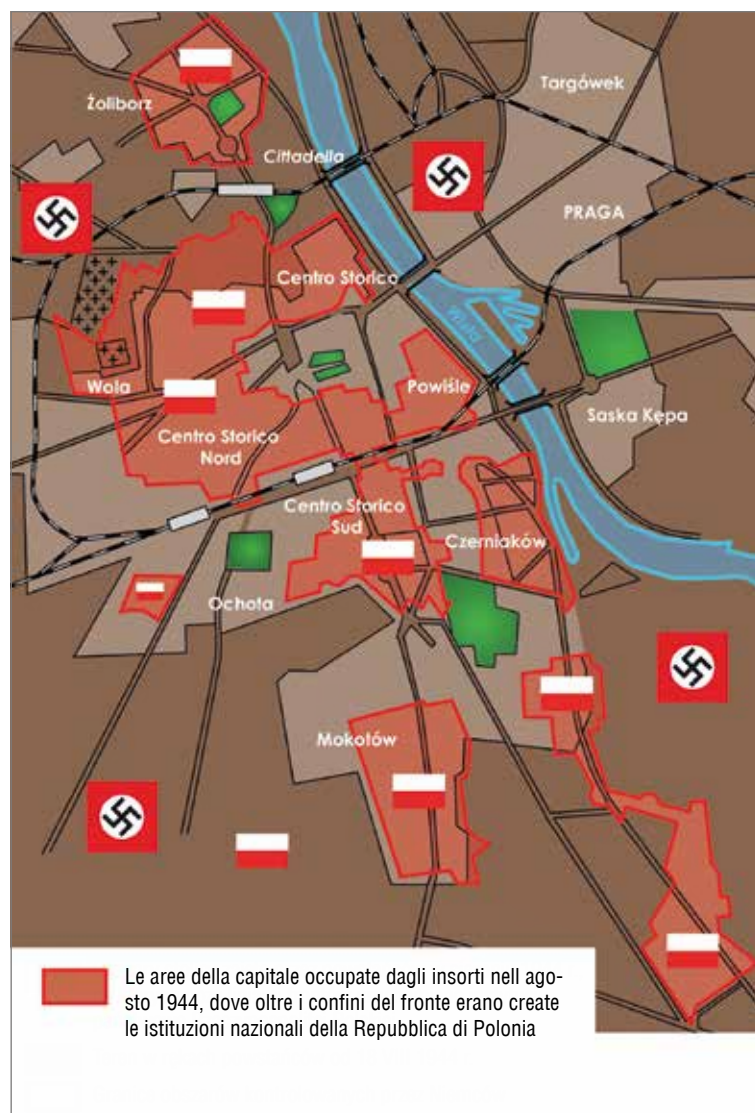 Targówek
Żoliborz
Cittadella
PRAGA
Centro Storico
Wisła
Wola
Powiśle
Saska Kępa
Centro Storico
Nord
Centro Storico
Sud
Czerniaków
Ochota
Mokotów
Le aree della capitale occupate dagli insorti nell ago-
sto 1944, dove oltre i confini del fronte erano create
le istituzioni nazionali della Repubblica di Polonia